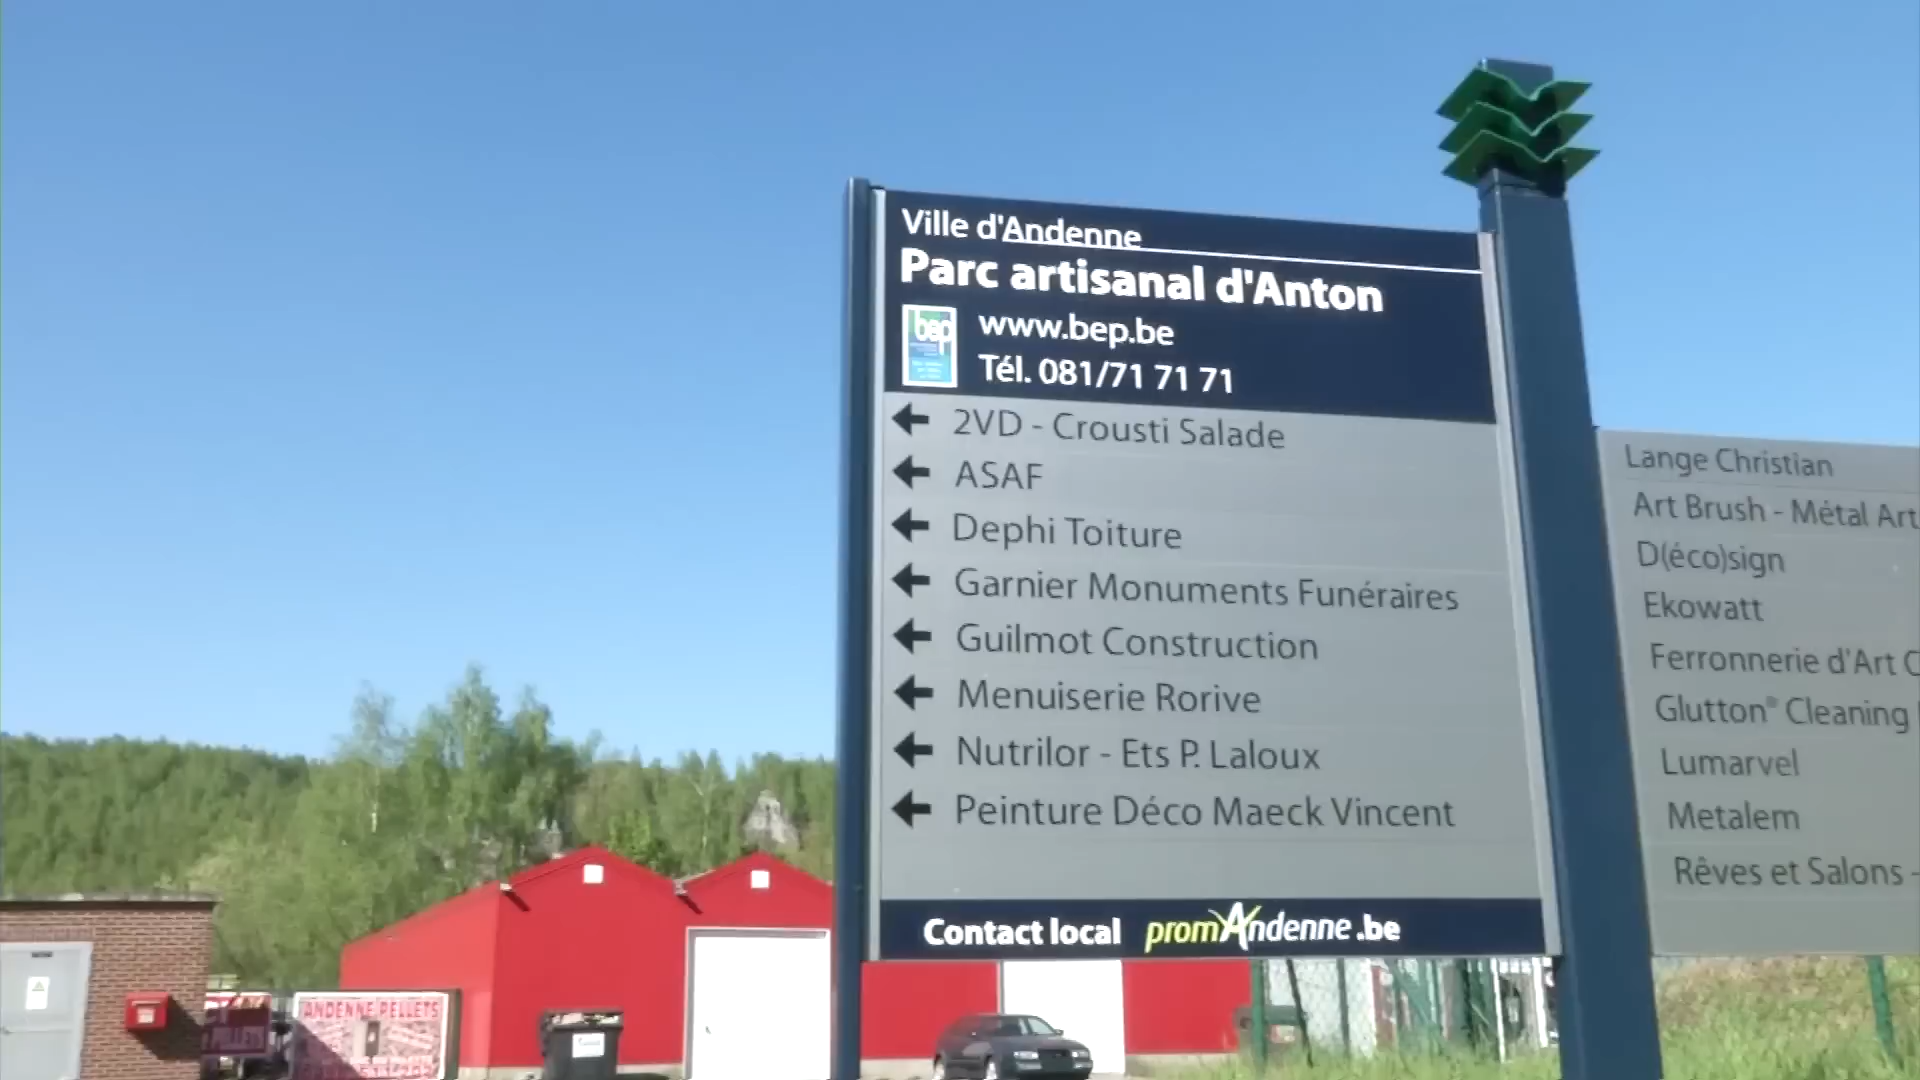 Ville d'Andenne
Parc artisanal d'Anton
bep
www.bep.be
Tél. 081/71 71 71
2VD - Crousti Salade
ASAF
Dephi Toiture
Garnier Monuments Funéraires
Guilmot Construction
Menuiserie Rorive
Nutrilor - Ets P. Laloux
Peinture Déco Maeck Vincent
Contact local promAndenne.be
Lange Christian
Art Brush - Métal Art
D(éco)sign
Ekowatt
Ferronnerie d'Art C
Glutton® Cleaning
Lumarvel
Metalem
Rêves et Salons -
ANDENNE PELLETS
PELLETS